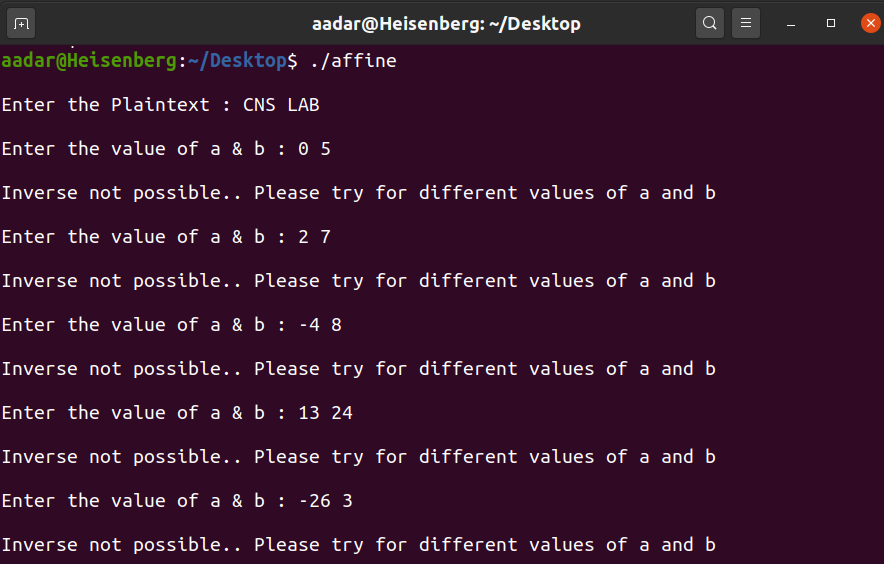 aadar@Heisenberg: ~/Desktop
aadar@Heisenberg:~/Desktop$ ./affine
Enter the Plaintext : CNS LAB
Enter the value of a & b : 0 5
Inverse not possible.. Please try for different values of a and b
Enter the value of a & b : 2 7
Inverse not possible.. Please try for different values of a and b
Enter the value of a & b : -4 8
Inverse not possible.. Please try for different values of a and b
Enter the value of a & b : 13 24
Inverse not possible.. Please try for different values of a and b
Enter the value of a & b : -26 3
Inverse not possible.. Please try for different values of a and b